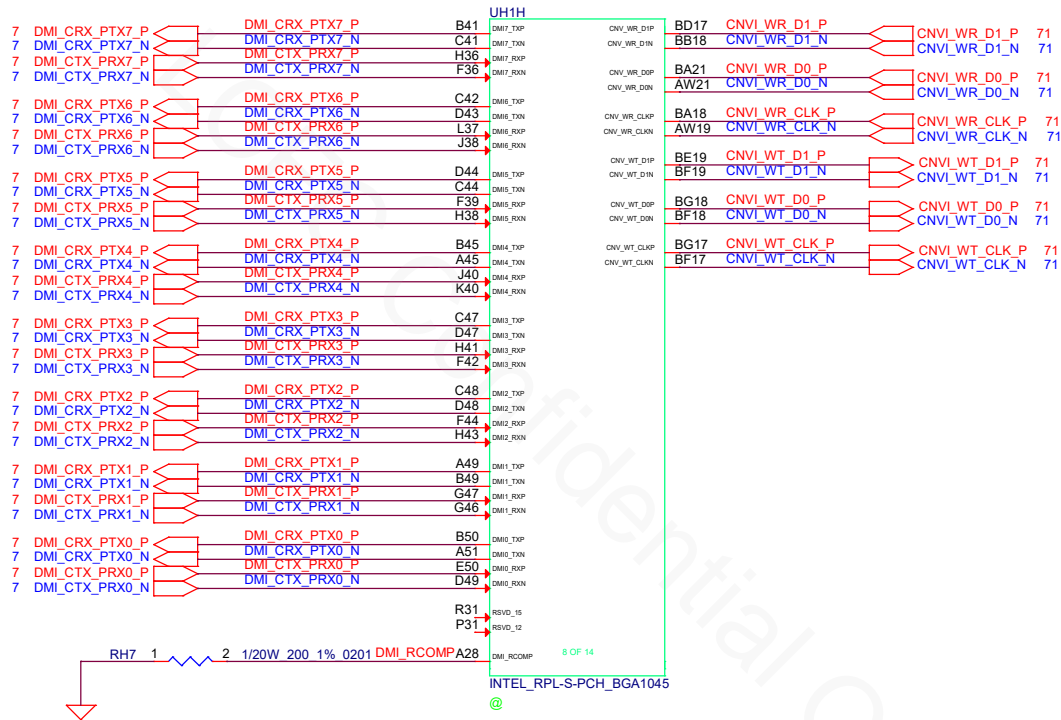 UH1H
7 DMI_CRX_PTX7_P DMI_CRX_PTX7_P B41 DMI7_TXP CNV_WR_D1P BD17 CNVI_WR_D1_P CNVI_WR_D1_P 71
7 DMI_CRX_PTX7_N DMI_CRX_PTX7_N C41 DMI7_TXN CNV_WR_D1N BB18 CNVI_WR_D1_N CNVI_WR_D1_N 71
7 DMI_CTX_PRX7_P DMI_CTX_PRX7_P H36 DMI7_RXP
7 DMI_CTX_PRX7_N DMI_CTX_PRX7_N F36 DMI7_RXN CNV_WR_D0P BA21 CNVI_WR_D0_P CNVI_WR_D0_P 71
CNV_WR_D0N AW21 CNVI_WR_D0_N CNVI_WR_D0_N 71
7 DMI_CRX_PTX6_P DMI_CRX_PTX6_P C42 DMI6_TXP
7 DMI_CRX_PTX6_N DMI_CRX_PTX6_N D43 DMI6_TXN CNV_WR_CLKP BA18 CNVI_WR_CLK_P CNVI_WR_CLK_P 71
7 DMI_CTX_PRX6_P DMI_CTX_PRX6_P L37 DMI6_RXP CNV_WR_CLKN AW19 CNVI_WR_CLK_N CNVI_WR_CLK_N 71
7 DMI_CTX_PRX6_N DMI_CTX_PRX6_N J38 DMI6_RXN
CNV_WT_D1P BE19 CNVI_WT_D1_P CNVI_WT_D1_P 71
7 DMI_CRX_PTX5_P DMI_CRX_PTX5_P D44 DMI5_TXP CNV_WT_D1N BF19 CNVI_WT_D1_N CNVI_WT_D1_N 71
7 DMI_CRX_PTX5_N DMI_CRX_PTX5_N C44 DMI5_TXN
7 DMI_CTX_PRX5_P DMI_CTX_PRX5_P F39 DMI5_RXP CNV_WT_D0P BG18 CNVI_WT_D0_P CNVI_WT_D0_P 71
7 DMI_CTX_PRX5_N DMI_CTX_PRX5_N H38 DMI5_RXN CNV_WT_D0N BF18 CNVI_WT_D0_N CNVI_WT_D0_N 71
7 DMI_CRX_PTX4_P DMI_CRX_PTX4_P B45 DMI4_TXP CNV_WT_CLKP BG17 CNVI_WT_CLK_P CNVI_WT_CLK_P 71
7 DMI_CRX_PTX4_N DMI_CRX_PTX4_N A45 DMI4_TXN CNV_WT_CLKN BF17 CNVI_WT_CLK_N CNVI_WT_CLK_N 71
7 DMI_CTX_PRX4_P DMI_CTX_PRX4_P J40 DMI4_RXP
7 DMI_CTX_PRX4_N DMI_CTX_PRX4_N K40 DMI4_RXN
7 DMI_CRX_PTX3_P DMI_CRX_PTX3_P C47 DMI3_TXP
7 DMI_CRX_PTX3_N DMI_CRX_PTX3_N D47 DMI3_TXN
7 DMI_CTX_PRX3_P DMI_CTX_PRX3_P H41 DMI3_RXP
7 DMI_CTX_PRX3_N DMI_CTX_PRX3_N F42 DMI3_RXN
7 DMI_CRX_PTX2_P DMI_CRX_PTX2_P C48 DMI2_TXP
7 DMI_CRX_PTX2_N DMI_CRX_PTX2_N D48 DMI2_TXN
7 DMI_CTX_PRX2_P DMI_CTX_PRX2_P F44 DMI2_RXP
7 DMI_CTX_PRX2_N DMI_CTX_PRX2_N H43 DMI2_RXN
7 DMI_CRX_PTX1_P DMI_CRX_PTX1_P A49 DMI1_TXP
7 DMI_CRX_PTX1_N DMI_CRX_PTX1_N B49 DMI1_TXN
7 DMI_CTX_PRX1_P DMI_CTX_PRX1_P G47 DMI1_RXP
7 DMI_CTX_PRX1_N DMI_CTX_PRX1_N G46 DMI1_RXN
7 DMI_CRX_PTX0_P DMI_CRX_PTX0_P B50 DMI0_TXP
7 DMI_CRX_PTX0_N DMI_CRX_PTX0_N A51 DMI0_TXN
7 DMI_CTX_PRX0_P DMI_CTX_PRX0_P E50 DMI0_RXP
7 DMI_CTX_PRX0_N DMI_CTX_PRX0_N D49 DMI0_RXN
R31 RSVD_15
P31 RSVD_12
RH7 1 2 1/20W_200_1%_0201 DMI_RCOMP A28 DMI_RCOMP 8 OF 14
INTEL_RPL-S-PCH_BGA1045
@
Confidential